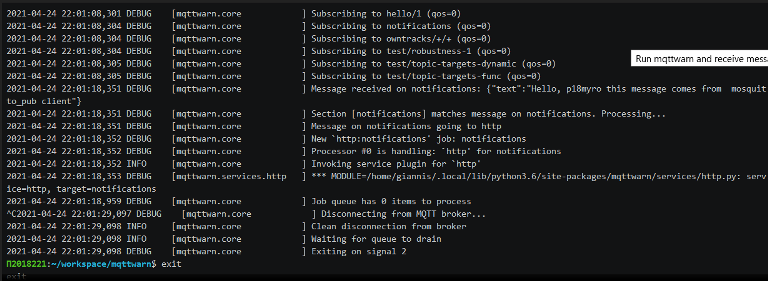 2021-04-24 22:01:08,301 DEBUG    [mqttwarn.core            ] Subscribing to hello/1 (qos=0)
2021-04-24 22:01:08,304 DEBUG    [mqttwarn.core            ] Subscribing to notifications (qos=0)
2021-04-24 22:01:08,304 DEBUG    [mqttwarn.core            ] Subscribing to owntracks/+/+ (qos=0)
2021-04-24 22:01:08,304 DEBUG    [mqttwarn.core            ] Subscribing to test/robustness-1 (qos=0)
Run mqttwarn and receive messa
2021-04-24 22:01:08,305 DEBUG    [mqttwarn.core            ] Subscribing to test/topic-targets-dynamic (qos=0)
2021-04-24 22:01:08,305 DEBUG    [mqttwarn.core            ] Subscribing to test/topic-targets-func (qos=0)
2021-04-24 22:01:18,351 DEBUG    [mqttwarn.core            ] Message received on notifications: {"text":"Hello, p18myro this message comes from  mosquit
to_pub client"}
2021-04-24 22:01:18,351 DEBUG    [mqttwarn.core            ] Section [notifications] matches message on notifications. Processing...
2021-04-24 22:01:18,351 DEBUG    [mqttwarn.core            ] Message on notifications going to http
2021-04-24 22:01:18,352 DEBUG    [mqttwarn.core            ] New `http:notifications' job: notifications
2021-04-24 22:01:18,352 DEBUG    [mqttwarn.core            ] Processor #0 is handling: `http' for notifications
2021-04-24 22:01:18,352 INFO     [mqttwarn.core            ] Invoking service plugin for `http'
2021-04-24 22:01:18,353 DEBUG    [mqttwarn.services.http   ] *** MODULE=/home/giannis/.local/lib/python3.6/site-packages/mqttwarn/services/http.py: serv
ice=http, target=notifications
2021-04-24 22:01:18,959 DEBUG    [mqttwarn.core            ] Job queue has 0 items to process
^C2021-04-24 22:01:29,097 DEBUG    [mqttwarn.core            ] Disconnecting from MQTT broker...
2021-04-24 22:01:29,098 INFO     [mqttwarn.core            ] Clean disconnection from broker
2021-04-24 22:01:29,098 INFO     [mqttwarn.core            ] Waiting for queue to drain
2021-04-24 22:01:29,098 DEBUG    [mqttwarn.core            ] Exiting on signal 2
Π2018221:~/workspace/mqttwarn$ exit
exit